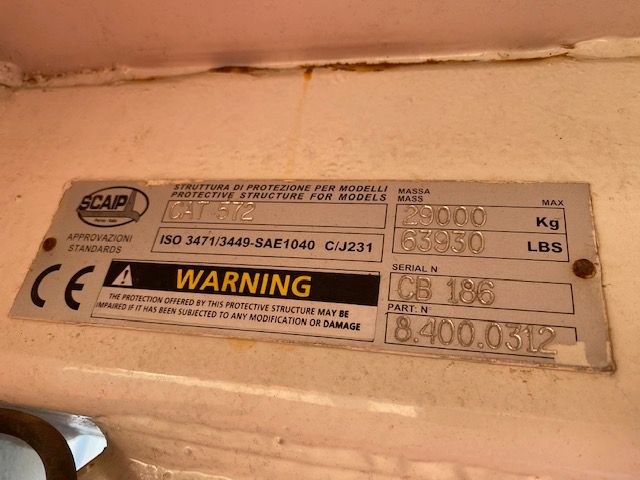 SCAIP
Parma - Italy
APPROVAZIONI
STANDARDS
CE
STRUTTURA DI PROTEZIONE PER MODELLI
PROTECTIVE STRUCTURE FOR MODELS
CAT 572
ISO 3471/3449-SAE1040 C/J231
WARNING
THE PROTECTION OFFERED BY THIS PROTECTIVE STRUCTURE MAY BE
IMPAIRED IF IT HAS BEEN SUBJECTED TO ANY MODIFICATION OR DAMAGE
MASSA
MASS MAX
29000 Kg
63930 LBS
SERIAL N
CB 186
PART: N°
8.400.0312